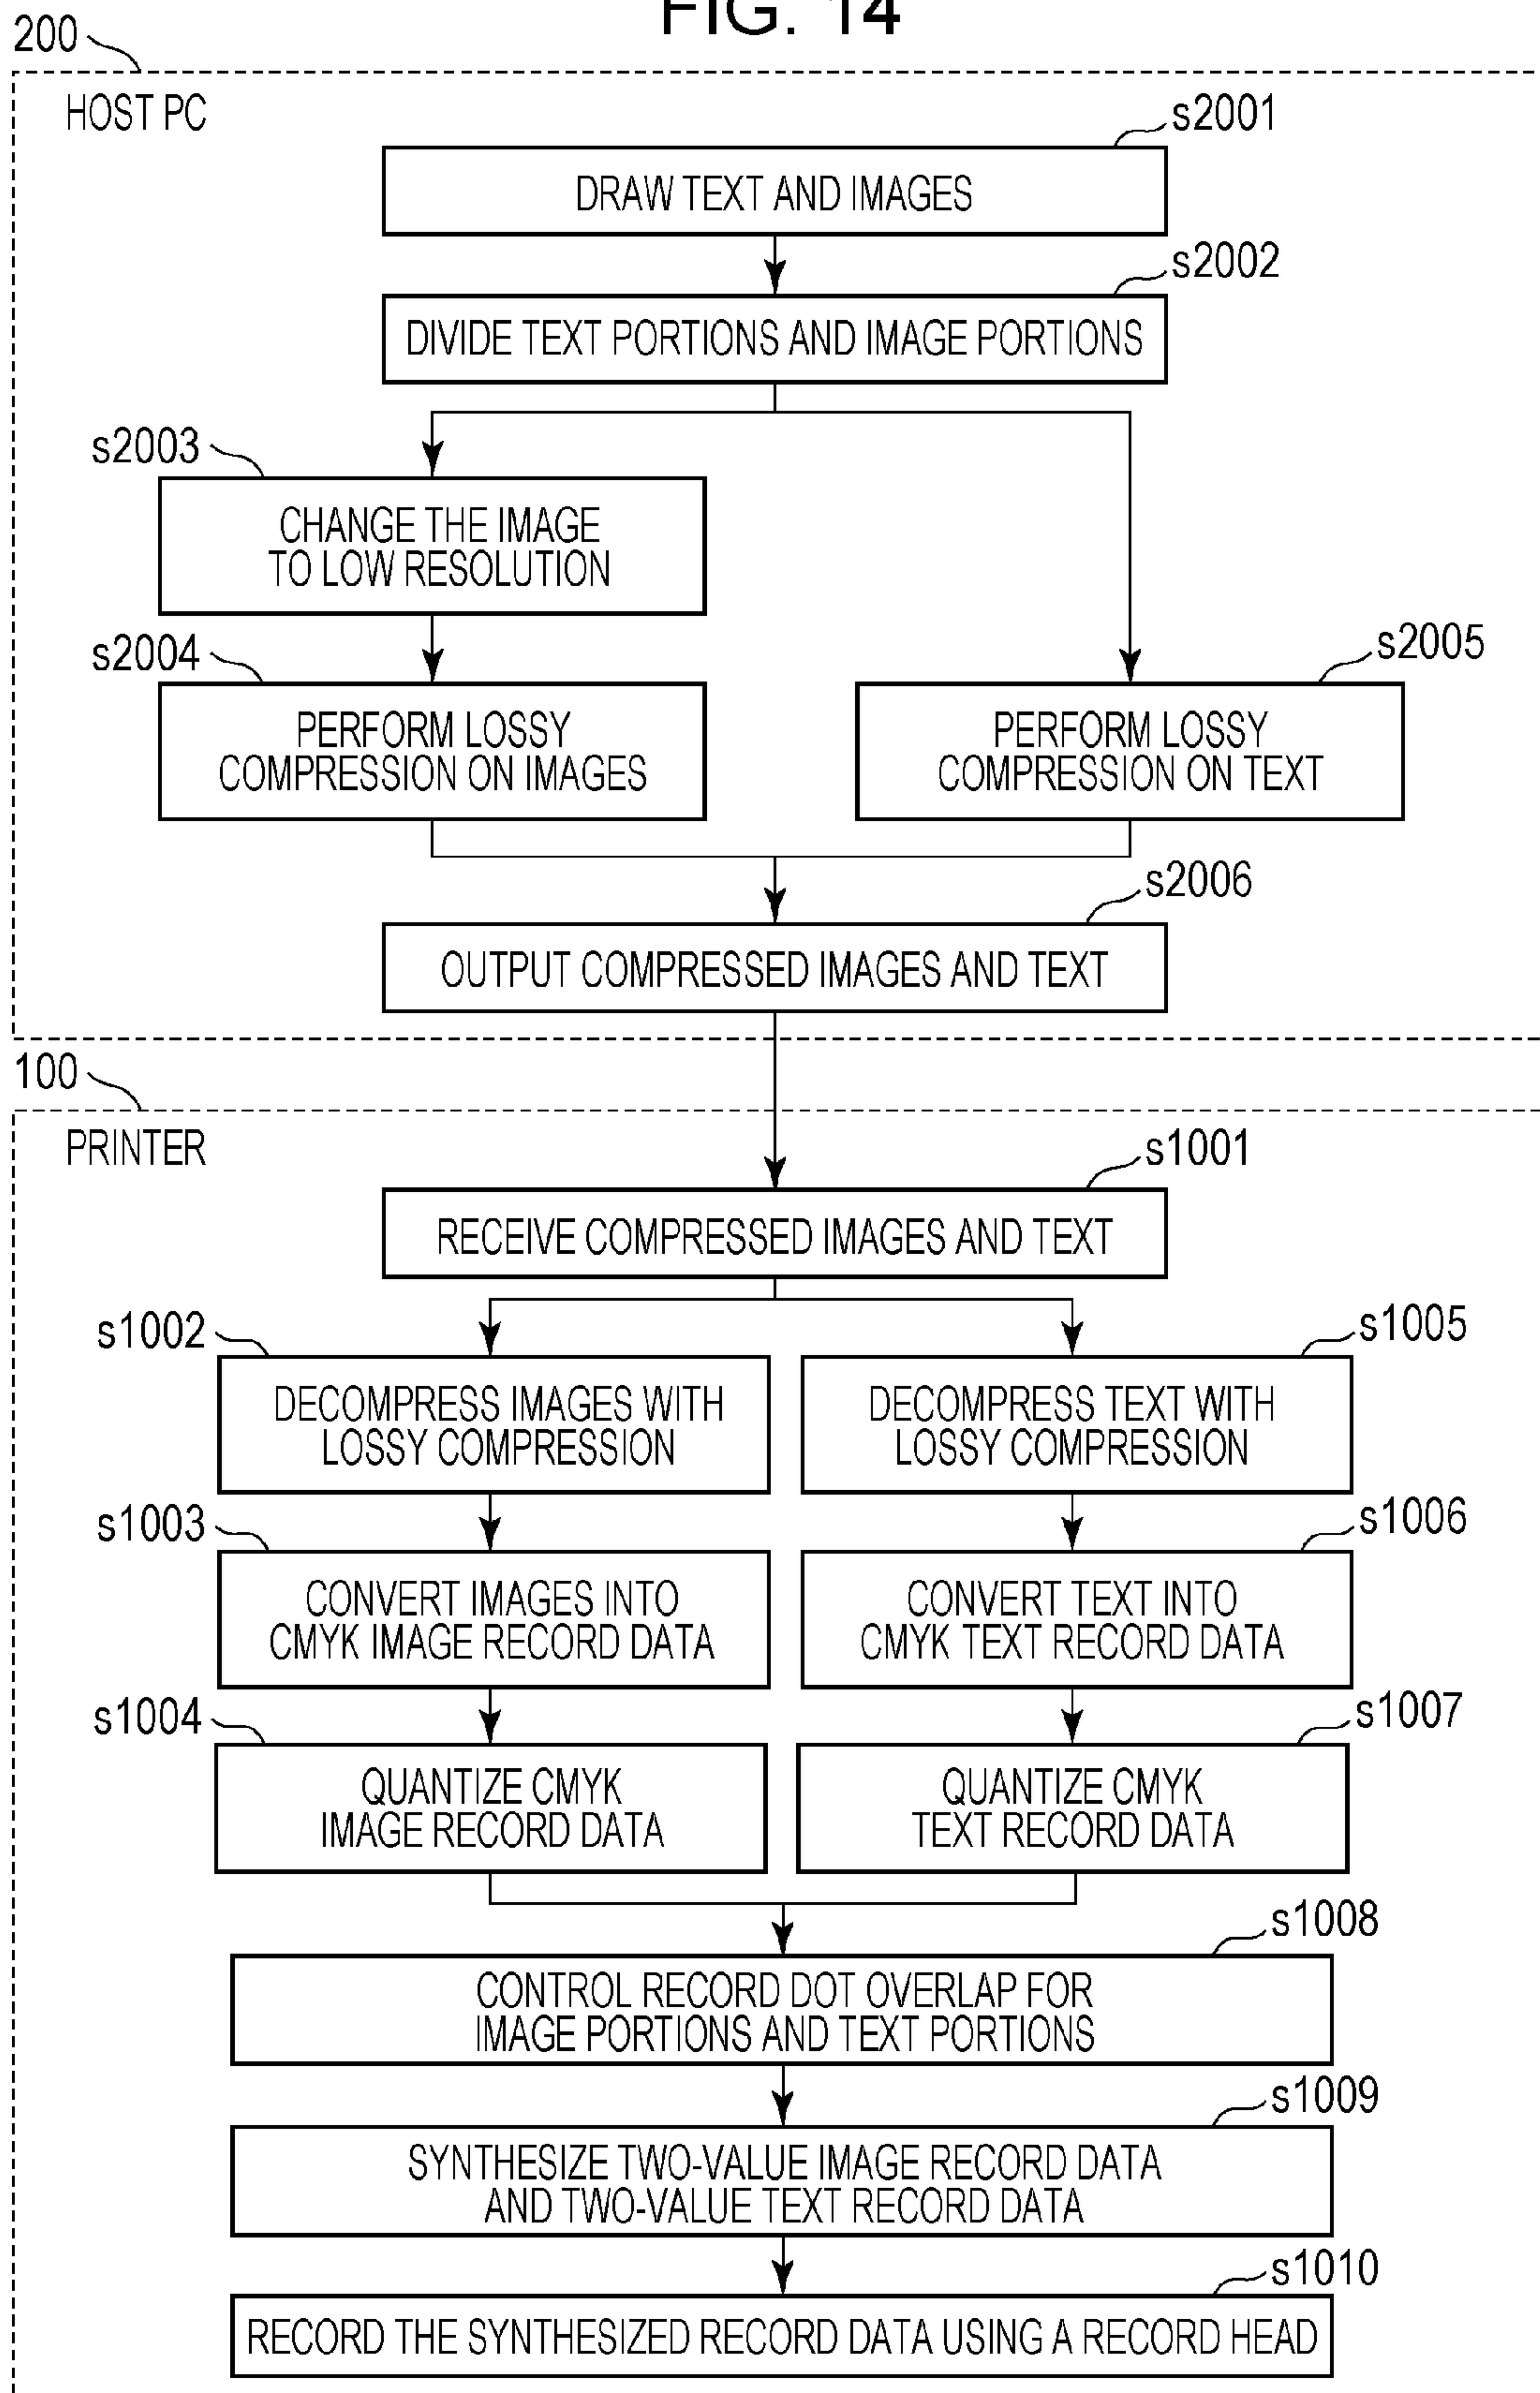 FIG. 14
200
HOST PC
s2001
DRAW TEXT AND IMAGES
s2002
DIVIDE TEXT PORTIONS AND IMAGE PORTIONS
s2003
CHANGE THE IMAGE
TO LOW RESOLUTION
s2004
PERFORM LOSSY
COMPRESSION ON IMAGES
s2005
PERFORM LOSSY
COMPRESSION ON TEXT
s2006
OUTPUT COMPRESSED IMAGES AND TEXT
100
PRINTER
s1001
RECEIVE COMPRESSED IMAGES AND TEXT
s1002
DECOMPRESS IMAGES WITH
LOSSY COMPRESSION
s1005
DECOMPRESS TEXT WITH
LOSSY COMPRESSION
s1003
CONVERT IMAGES INTO
CMYK IMAGE RECORD DATA
s1006
CONVERT TEXT INTO
CMYK TEXT RECORD DATA
s1004
QUANTIZE CMYK
IMAGE RECORD DATA
s1007
QUANTIZE CMYK
TEXT RECORD DATA
s1008
CONTROL RECORD DOT OVERLAP FOR
IMAGE PORTIONS AND TEXT PORTIONS
s1009
SYNTHESIZE TWO-VALUE IMAGE RECORD DATA
AND TWO-VALUE TEXT RECORD DATA
s1010
RECORD THE SYNTHESIZED RECORD DATA USING A RECORD HEAD